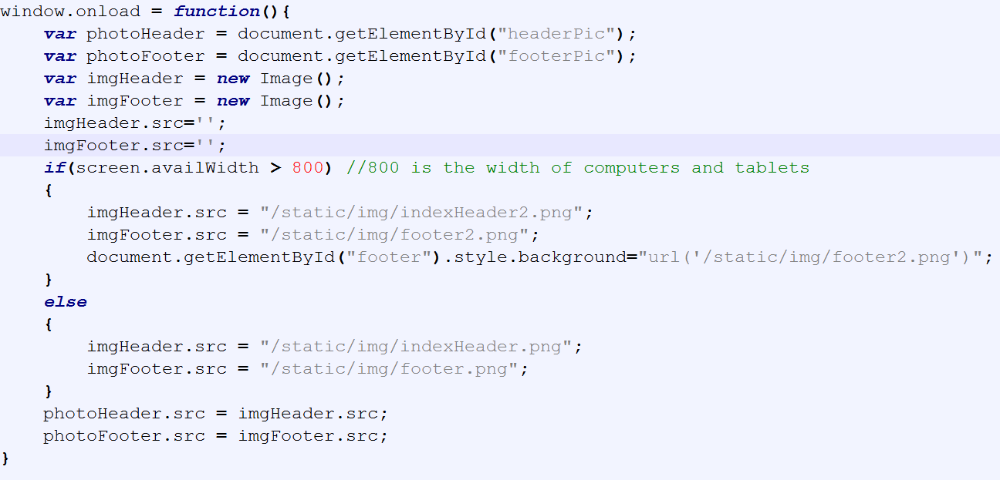 window.onload = function(){
    var photoHeader = document.getElementById("headerPic");
    var photoFooter = document.getElementById("footerPic");
    var imgHeader = new Image();
    var imgFooter = new Image();
    imgHeader.src='';
    imgFooter.src='';
    if(screen.availWidth > 800) //800 is the width of computers and tablets
    {
        imgHeader.src = "/static/img/indexHeader2.png";
        imgFooter.src = "/static/img/footer2.png";
        document.getElementById("footer").style.background="url('/static/img/footer2.png')";
    }
    else
    {
        imgHeader.src = "/static/img/indexHeader.png";
        imgFooter.src = "/static/img/footer.png";
    }
    photoHeader.src = imgHeader.src;
    photoFooter.src = imgFooter.src;
}